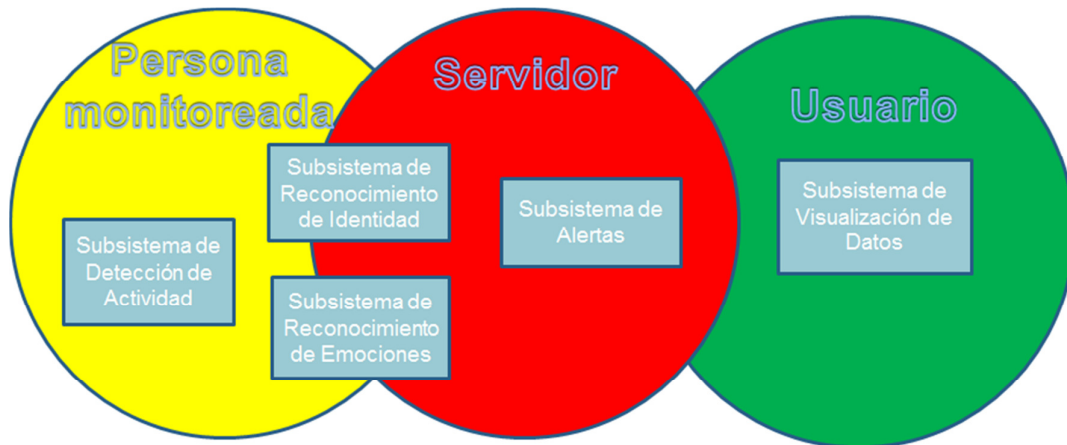 Persona
monitoreada
Servidor
Usuario
Subsistema de
Reconocimiento
de Identidad
Subsistema de
Detección de
Actividad
Subsistema de
Reconocimiento
de Emociones
Subsistema de
Alertas
Subsistema de
Visualización de
Datos